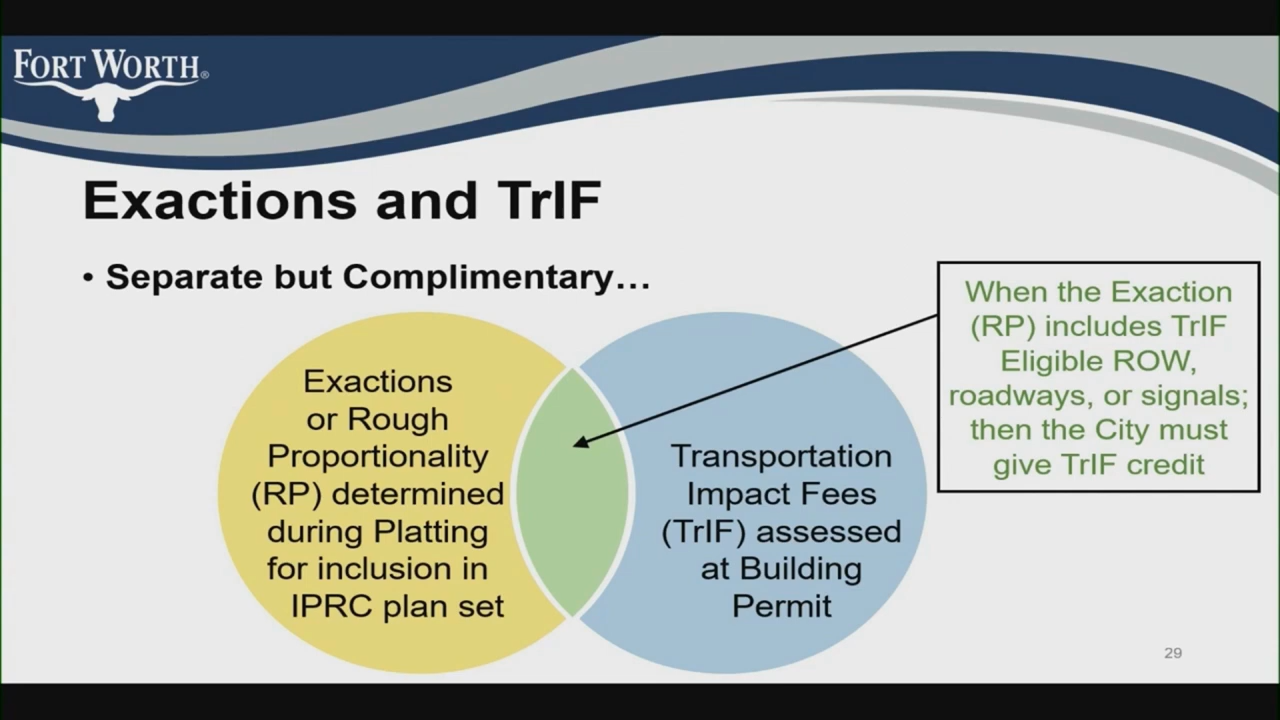 FORT WORTH®
Exactions and TrIF
• Separate but Complimentary…
Exactions
or Rough
Proportionality
(RP) determined
during Platting
for inclusion in
IPRC plan set
Transportation
Impact Fees
(TrIF) assessed
at Building
Permit
When the Exaction
(RP) includes TrIF
Eligible ROW,
roadways, or signals;
then the City must
give TrIF credit
29